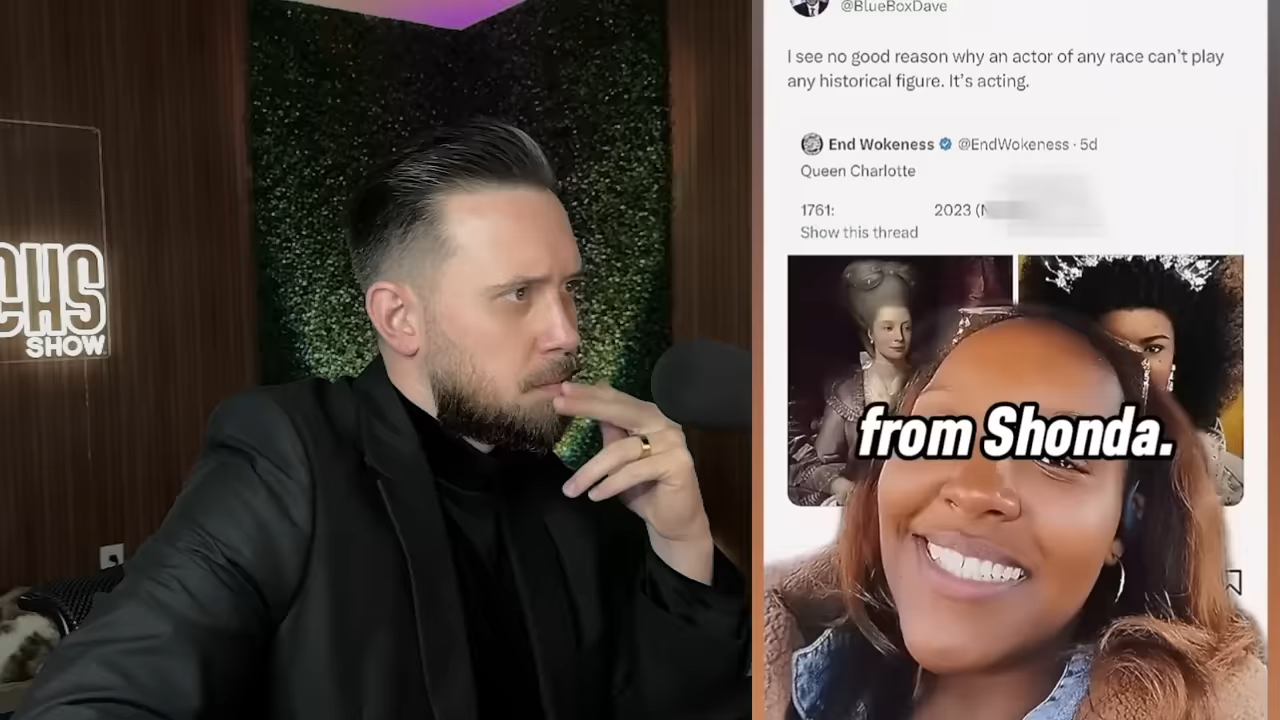 CHS
SHOW
@BlueBoxDave
I see no good reason why an actor of any race can't play
any historical figure. It's acting.
End Wokeness @EndWokeness · 5d
Queen Charlotte
1761: 2023
Show this thread
from Shonda.